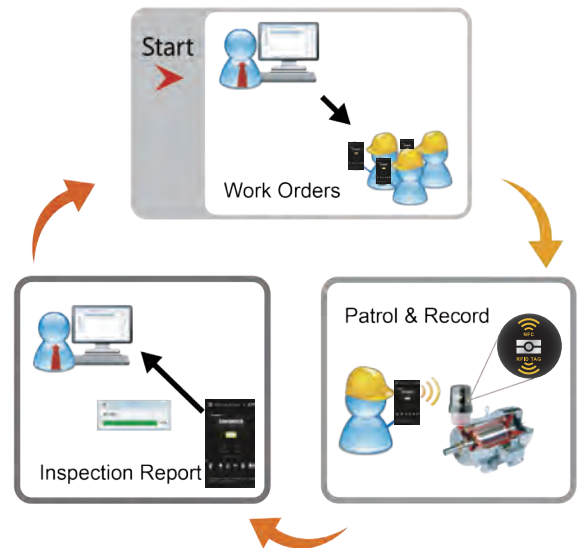 Start
Work Orders
Patrol & Record
NFC
RFID TAG
Inspection Report